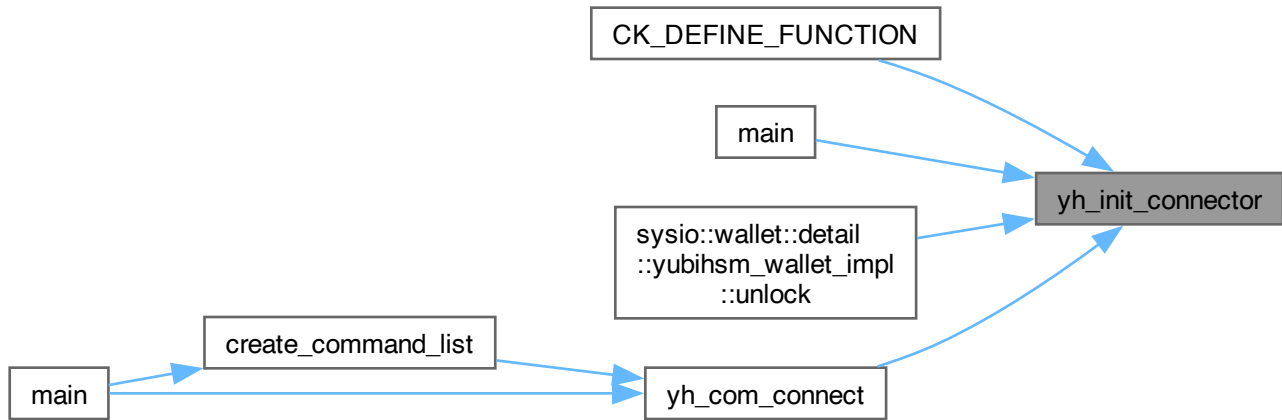 CK_DEFINE_FUNCTION
main
yh_init_connector
sysio::wallet::detail
::yubihsm_wallet_impl
::unlock
create_command_list
main
yh_com_connect